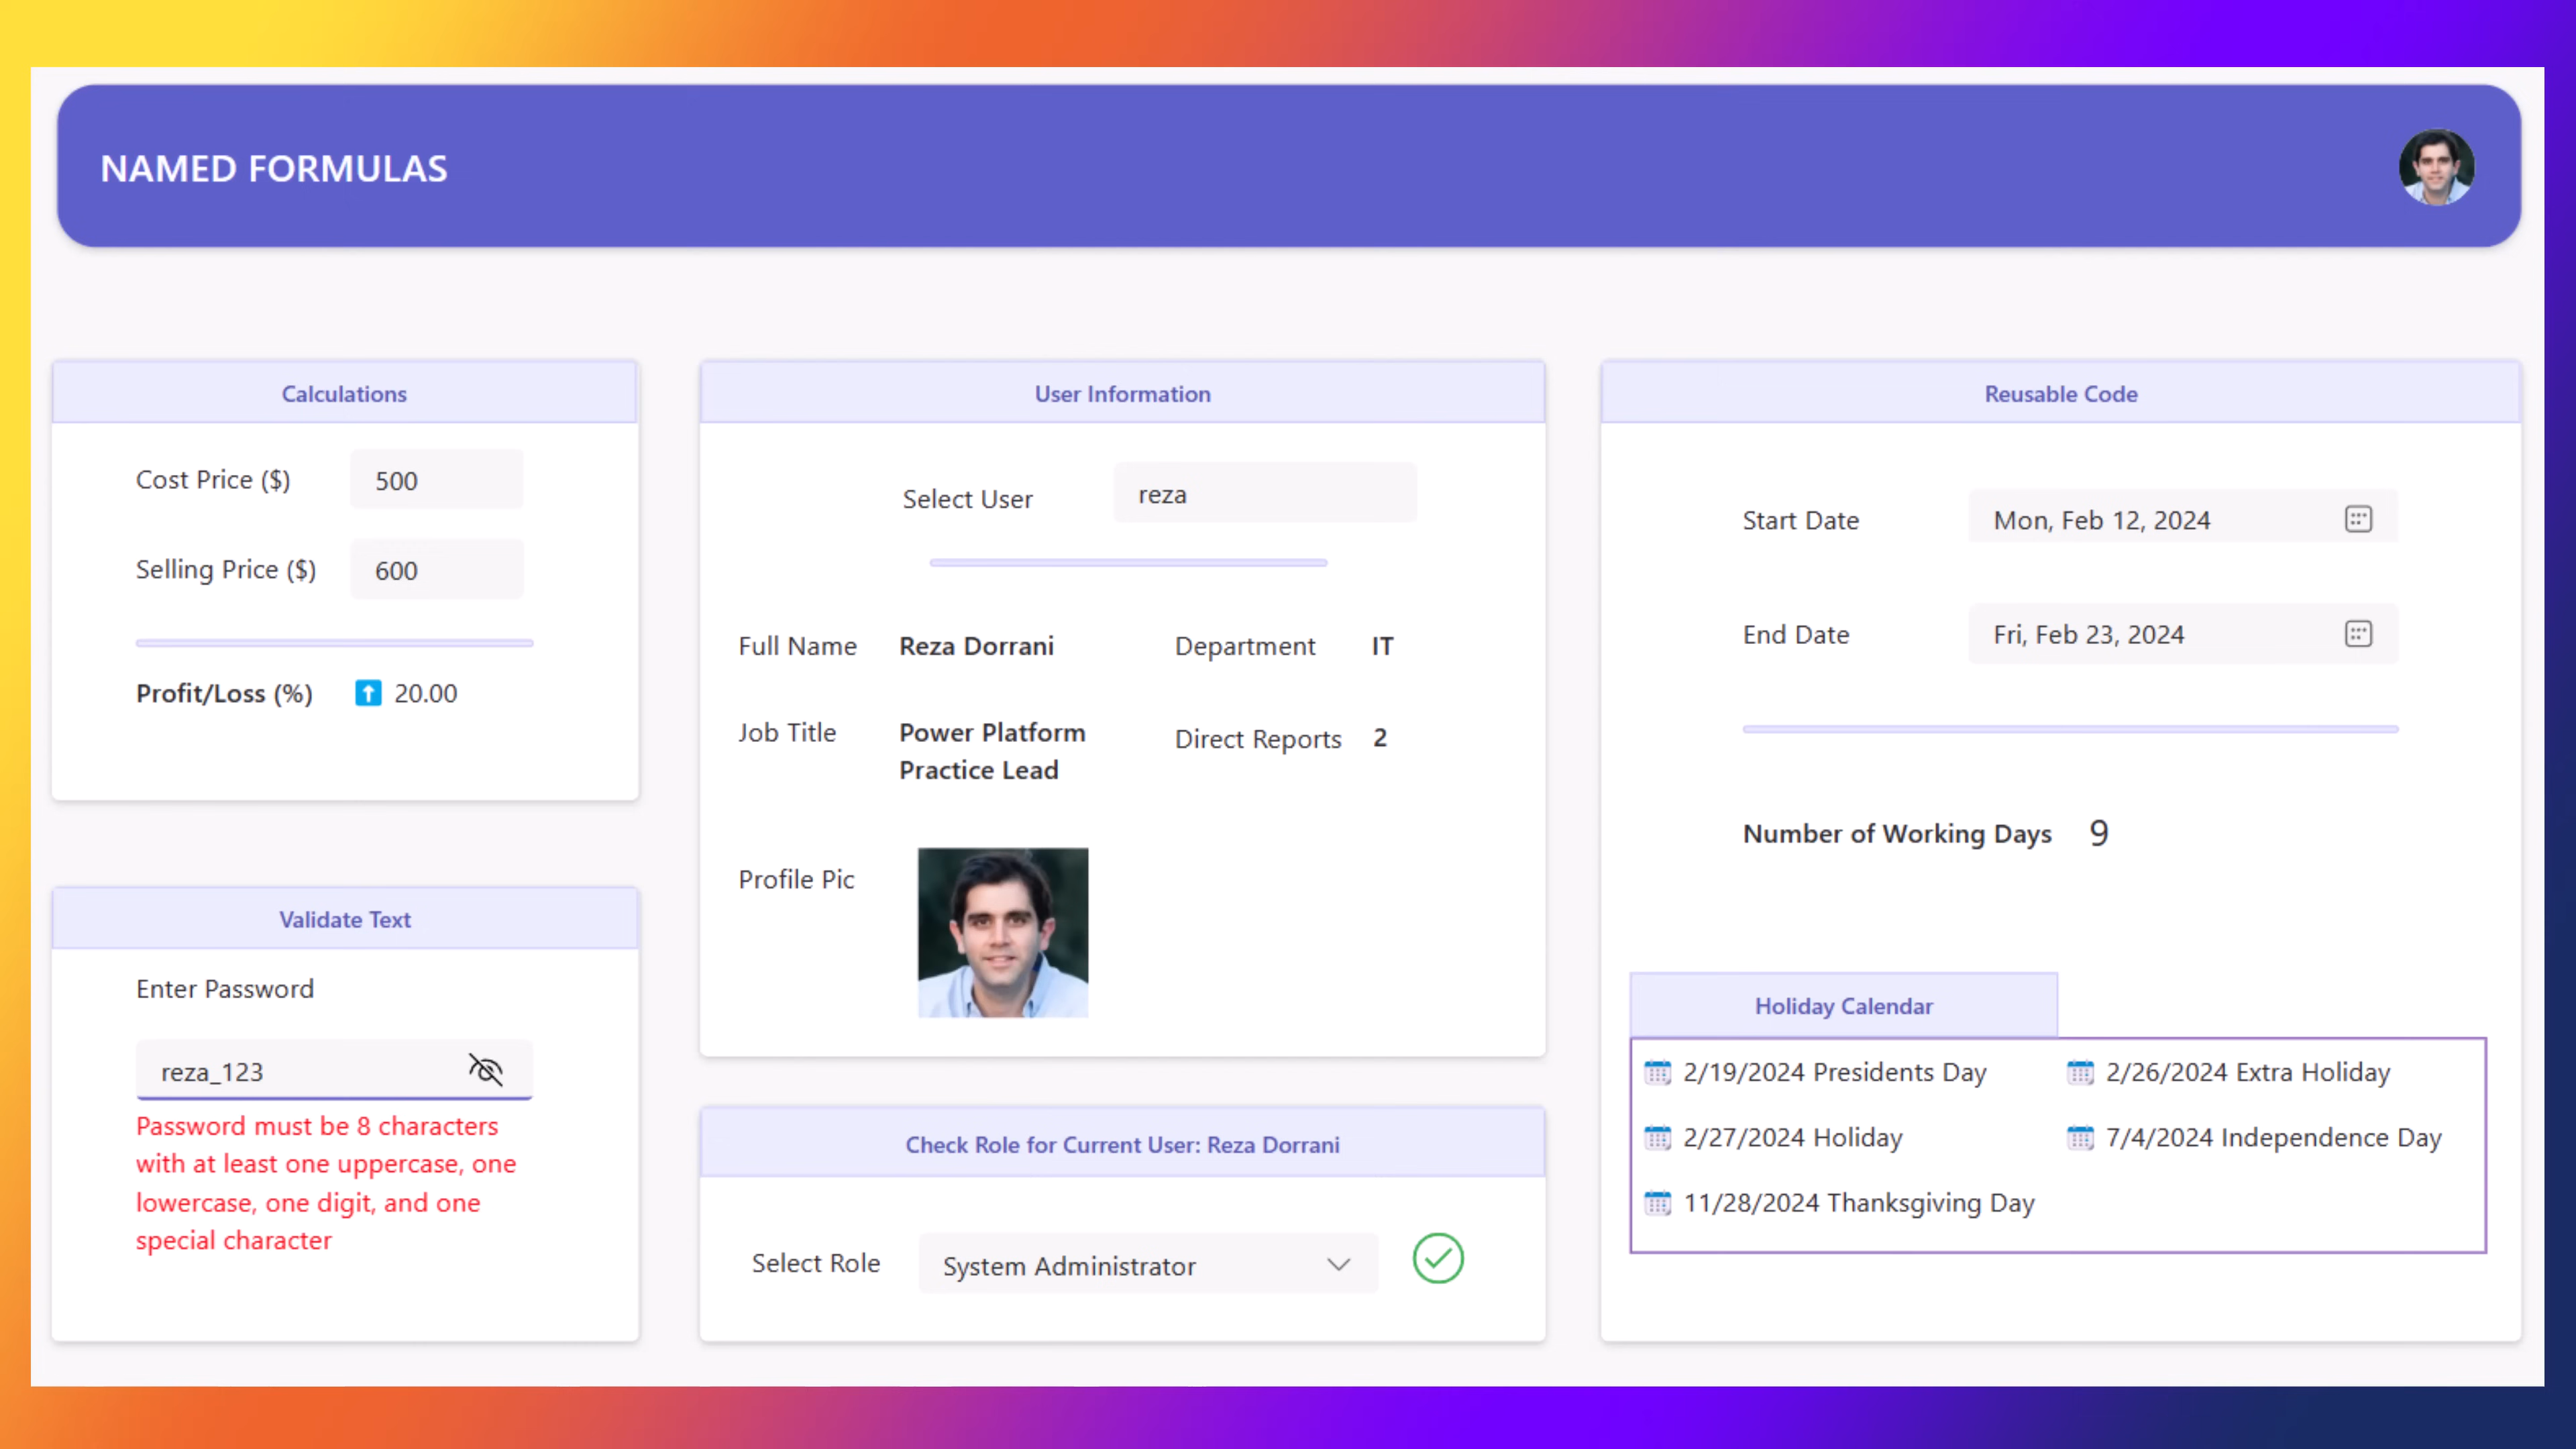 NAMED FORMULAS
Calculations
Cost Price ($) 500
Selling Price ($) 600
Profit/Loss (%) 20.00
Validate Text
Enter Password
reza_123
Password must be 8 characters
with at least one uppercase, one
lowercase, one digit, and one
special character
User Information
Select User reza
Full Name Reza Dorrani Department IT
Job Title Power Platform
Practice Lead
Direct Reports 2
Profile Pic
Check Role for Current User: Reza Dorrani
Select Role System Administrator
Reusable Code
Start Date Mon, Feb 12, 2024
End Date Fri, Feb 23, 2024
Number of Working Days 9
Holiday Calendar
2/19/2024 Presidents Day 2/26/2024 Extra Holiday
2/27/2024 Holiday 7/4/2024 Independence Day
11/28/2024 Thanksgiving Day